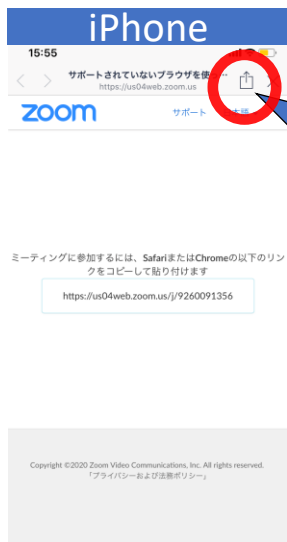 iPhone
15:55
サポートされていないブラウザを使…
https://us04web.zoom.us
zoom
サポート
ミーティングに参加するには、SafariまたはChromeの以下のリン
クをコピーして貼り付けます
https://us04web.zoom.us/j/9260091356
Copyright ©2020 Zoom Video Communications, Inc. All rights reserved.
「プライバシーおよび法務ポリシー」